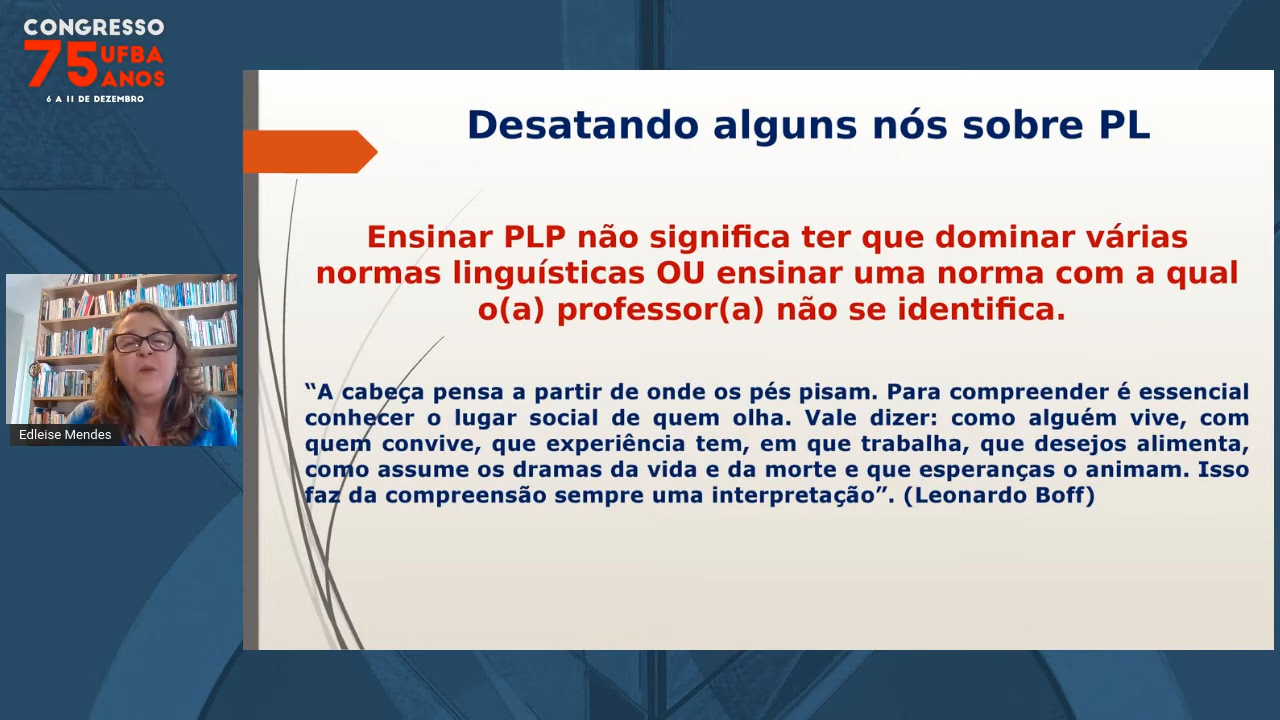 CONGRESSO
75 UFBA
ANOS
6 A 11 DE DEZEMBRO
Desatando alguns nós sobre PL
Ensinar PLP não significa ter que dominar várias
normas linguísticas OU ensinar uma norma com a qual
o(a) professor(a) não se identifica.
“A cabeça pensa a partir de onde os pés pisam. Para compreender é essencial
conhecer o lugar social de quem olha. Vale dizer: como alguém vive, com
quem convive, que experiência tem, em que trabalha, que desejos alimenta,
como assume os dramas da vida e da morte e que esperanças o animam. Isso
faz da compreensão sempre uma interpretação”. (Leonardo Boff)
Edleise Mendes